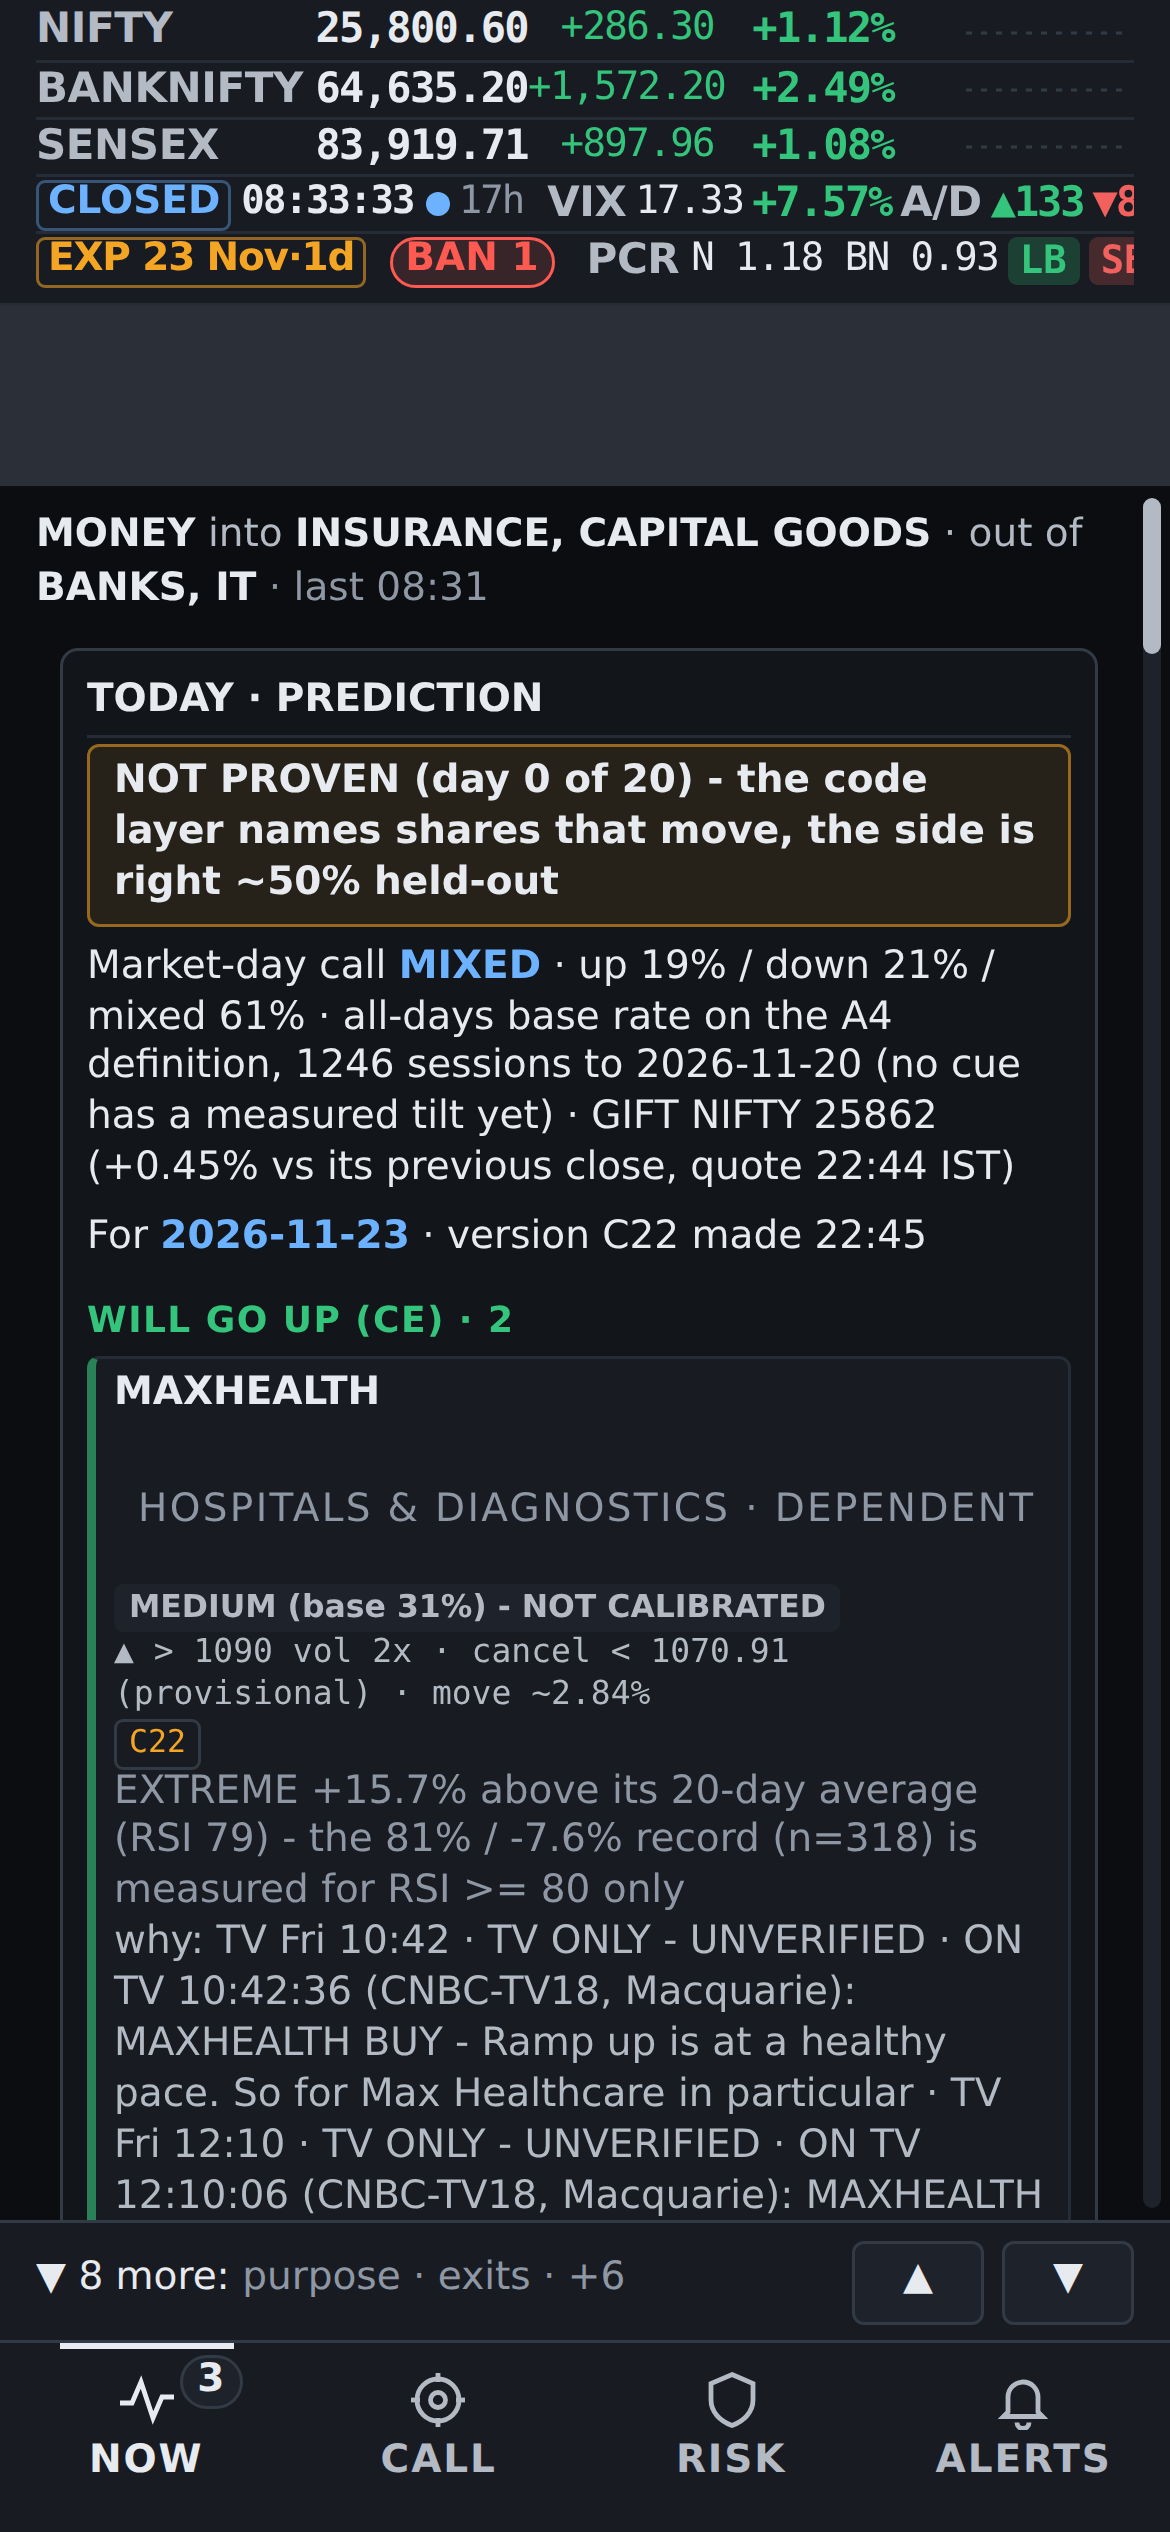 NIFTY 25,800.60 +286.30 +1.12%
BANKNIFTY 64,635.20 +1,572.20 +2.49%
SENSEX 83,919.71 +897.96 +1.08%
CLOSED 08:33:33 ● 17h VIX 17.33 +7.57% A/D ▲133 ▼8
EXP 23 Nov·1d BAN 1 PCR N 1.18 BN 0.93 LB
MONEY into INSURANCE, CAPITAL GOODS · out of
BANKS, IT · last 08:31
TODAY · PREDICTION
NOT PROVEN (day 0 of 20) - the code
layer names shares that move, the side is
right ~50% held-out
Market-day call MIXED · up 19% / down 21% /
mixed 61% · all-days base rate on the A4
definition, 1246 sessions to 2026-11-20 (no cue
has a measured tilt yet) · GIFT NIFTY 25862
(+0.45% vs its previous close, quote 22:44 IST)
For 2026-11-23 · version C22 made 22:45
WILL GO UP (CE) · 2
MAXHEALTH
HOSPITALS & DIAGNOSTICS · DEPENDENT
MEDIUM (base 31%) - NOT CALIBRATED
▲ > 1090 vol 2x · cancel < 1070.91
(provisional) · move ~2.84%
C22
EXTREME +15.7% above its 20-day average
(RSI 79) - the 81% / -7.6% record (n=318) is
measured for RSI >= 80 only
why: TV Fri 10:42 · TV ONLY - UNVERIFIED · ON
TV 10:42:36 (CNBC-TV18, Macquarie):
MAXHEALTH BUY - Ramp up is at a healthy
pace. So for Max Healthcare in particular · TV
Fri 12:10 · TV ONLY - UNVERIFIED · ON TV
12:10:06 (CNBC-TV18, Macquarie): MAXHEALTH
▼ 8 more: purpose · exits · +6
▲ ▼
3
NOW CALL RISK ALERTS